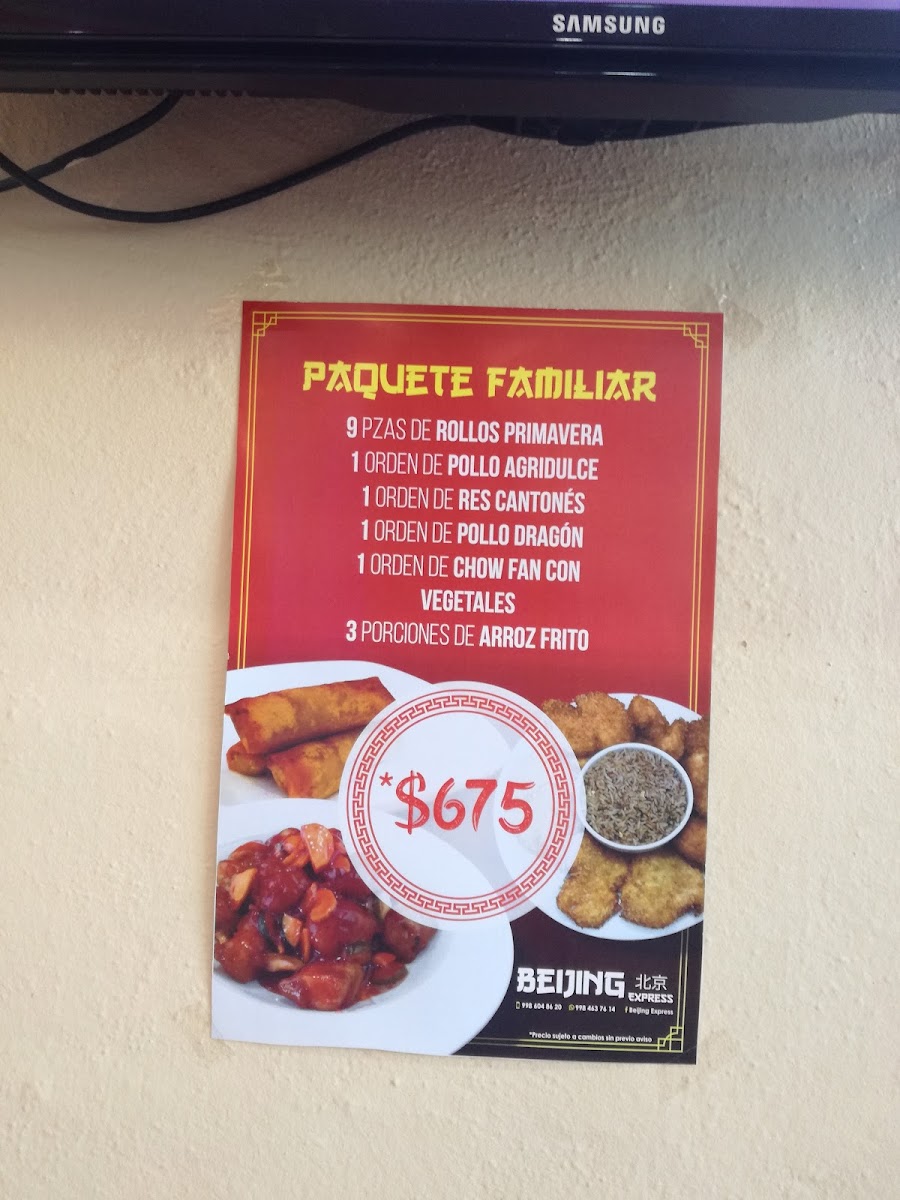 SAMSUNG
PAQUETE FAMILIAR
9 PZAS DE ROLLOS PRIMAVERA
1 ORDEN DE POLLO AGRIDULCE
1 ORDEN DE RES CANTONÉS
1 ORDEN DE POLLO DRAGÓN
1 ORDEN DE CHOW FAN CON
VEGETALES
3 PORCIONES DE ARROZ FRITO
*$675
BEIJING 北京
EXPRESS
998 604 86 20 998 463 76 14 Beijing Express
*Precio sujeto a cambios sin previo aviso